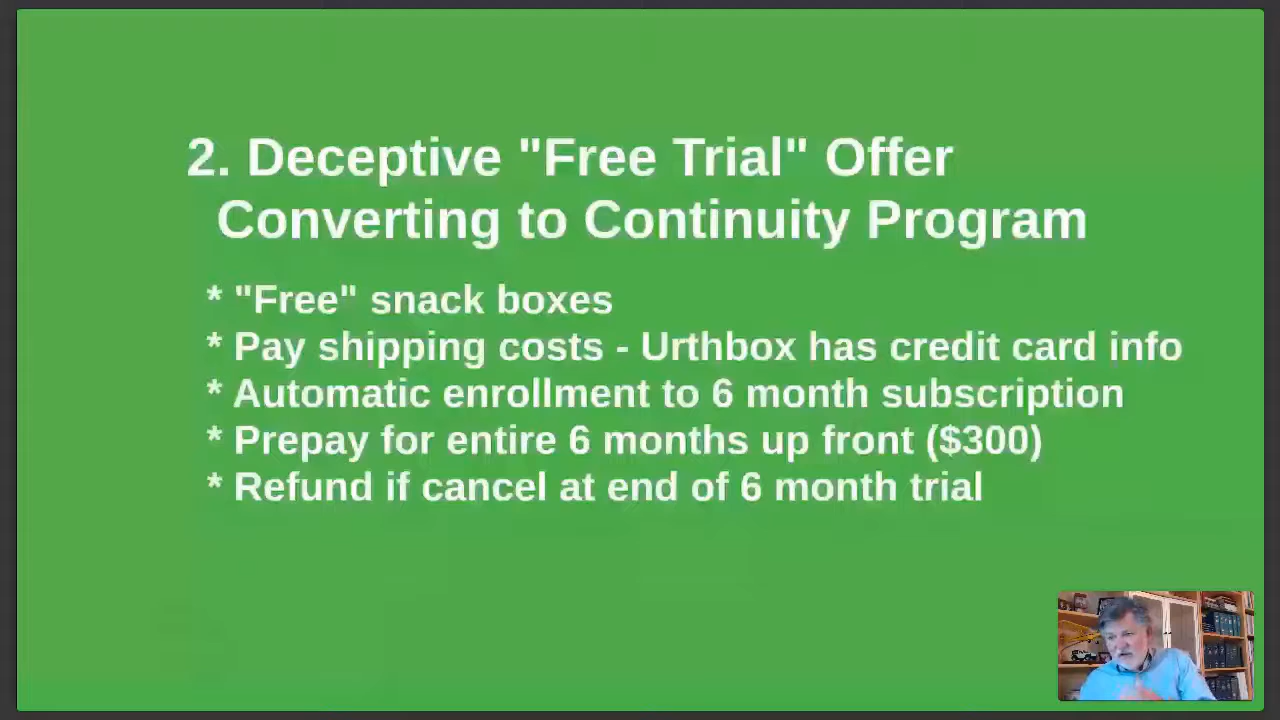 2. Deceptive "Free Trial" Offer
Converting to Continuity Program
* "Free" snack boxes
* Pay shipping costs - Urthbox has credit card info
* Automatic enrollment to 6 month subscription
* Prepay for entire 6 months up front ($300)
* Refund if cancel at end of 6 month trial